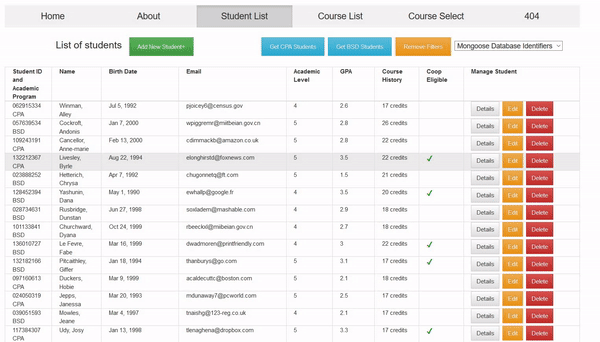 Home About Student List Course List Course Select 404
List of students Add New Student+ Get CPA Students Get BSD Students Remove Filters Mongoose Database Identifiers
Student ID and Academic Program Name Birth Date Email Academic Level GPA Course History Coop Eligible Manage Student
062915334 CPA Winman, Alley Jul 5, 1992 pjoicey6@census.gov 4 2.6 17 credits Details Edit Delete
057639534 BSD Cockroft, Andonis Jan 7, 2000 5 2.8 26 credits Details Edit Delete
109243191 CPA Cancellor, Anne-marie Feb 13, 2000 cdimmackb@amazon.co.uk 5 2.8 22 credits Details Edit Delete
132212367 CPA Livesley, Byrle Aug 22, 1994 elonghirstd@foxnews.com 5 3.5 22 credits ✓ Details Edit Delete
023888252 BSD Hetterich, Chrysa Apr 7, 1992 chugonnetq@ft.com 5 1.5 21 credits Details Edit Delete
128452394 BSD Yashunin, Dana May 1, 1990 ewhallp@google.fr 4 3.5 20 credits ✓ Details Edit Delete
028734631 BSD Rusbridge, Dunstan Jun 27, 1998 soxladem@mashable.com 4 2.9 18 credits Details Edit Delete
101133841 BSD Churchward, Dyana Oct 24, 1999 rbeeckxl@miibeian.gov.cn 4 2.7 18 credits Details Edit Delete
136010727 BSD Le Fevre, Fabe Mar 16, 1999 dwadmoren@printfriendly.com 4 3 22 credits ✓ Details Edit Delete
132182166 BSD Pitcaithley, Giffer Jan 18, 1994 thanburys@go.com 5 3.1 17 credits ✓ Details Edit Delete
097160613 CPA Duckers, Hobie Mar 9, 1999 acaldecuttc@boston.com 5 2.1 18 credits Details Edit Delete
024050319 CPA Jepps, Janessa Mar 20, 1993 mdunaway7@pcworld.com 5 2.5 17 credits Details Edit Delete
039051593 BSD Mowles, Jeane Mar 4, 1997 tnaishg@123-reg.co.uk 4 2.1 17 credits Details Edit Delete
117384307 CPA Udy, Josy Jan 13, 1998 tlenaghena@dropbox.com 5 3.3 17 credits ✓ Details Edit Delete